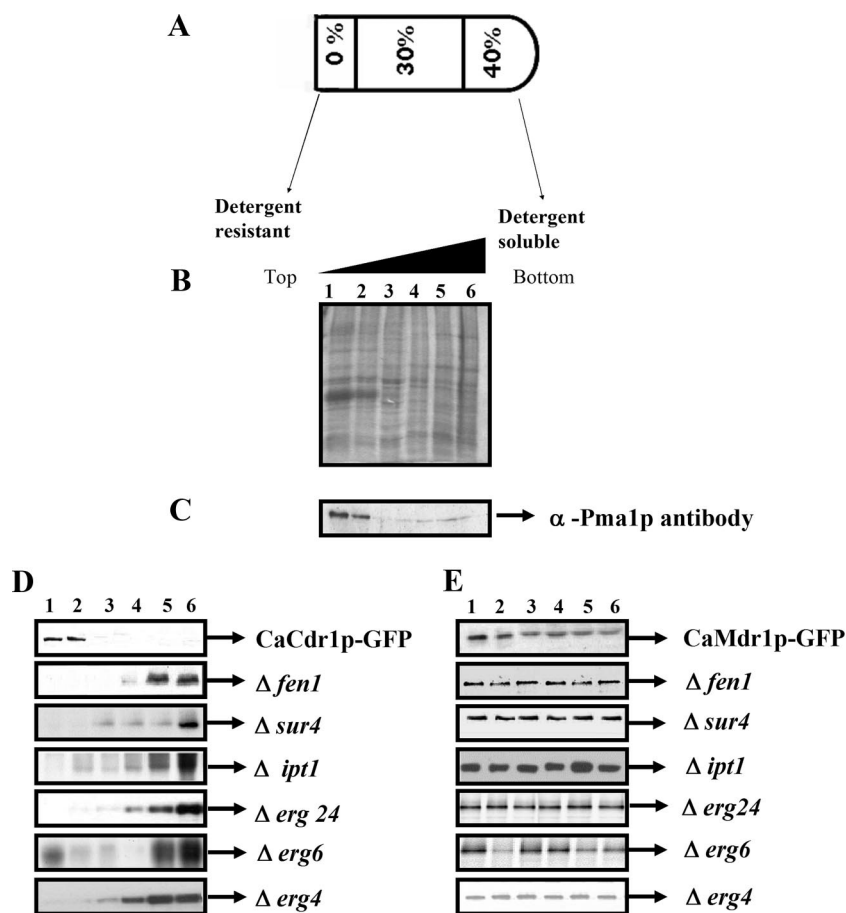 A
0 %
30%
40%
Detergent
resistant
Detergent
soluble
Top
Bottom
B
1 2 3 4 5 6
C
α -Pma1p antibody
D
1 2 3 4 5 6
CaCdr1p-GFP
Δ fen1
Δ sur4
Δ ipt1
Δ erg 24
Δ erg6
Δ erg4
E
1 2 3 4 5 6
CaMdr1p-GFP
Δ fen1
Δ sur4
Δ ipt1
Δ erg24
Δ erg6
Δ erg4